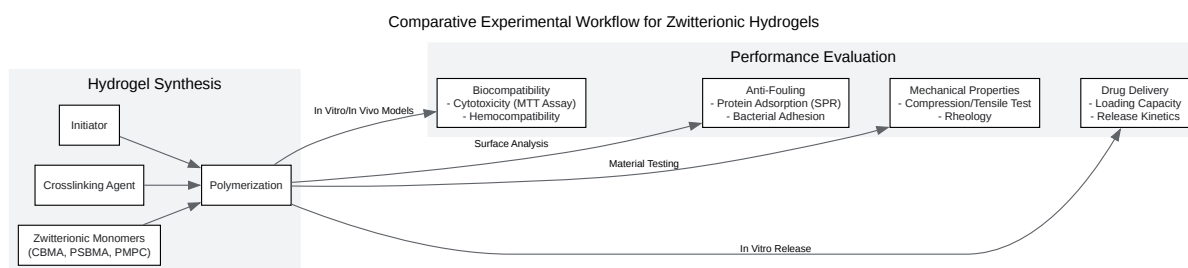 Comparative Experimental Workflow for Zwitterionic Hydrogels
Hydrogel Synthesis
Initiator
Crosslinking Agent
Zwitterionic Monomers
(CBMA, PSBMA, PMPC)
Polymerization
In Vitro/In Vivo Models
Surface Analysis
Material Testing
In Vitro Release
Performance Evaluation
Biocompatibility
- Cytotoxicity (MTT Assay)
- Hemocompatibility
Anti-Fouling
- Protein Adsorption (SPR)
- Bacterial Adhesion
Mechanical Properties
- Compression/Tensile Test
- Rheology
Drug Delivery
- Loading Capacity
- Release Kinetics